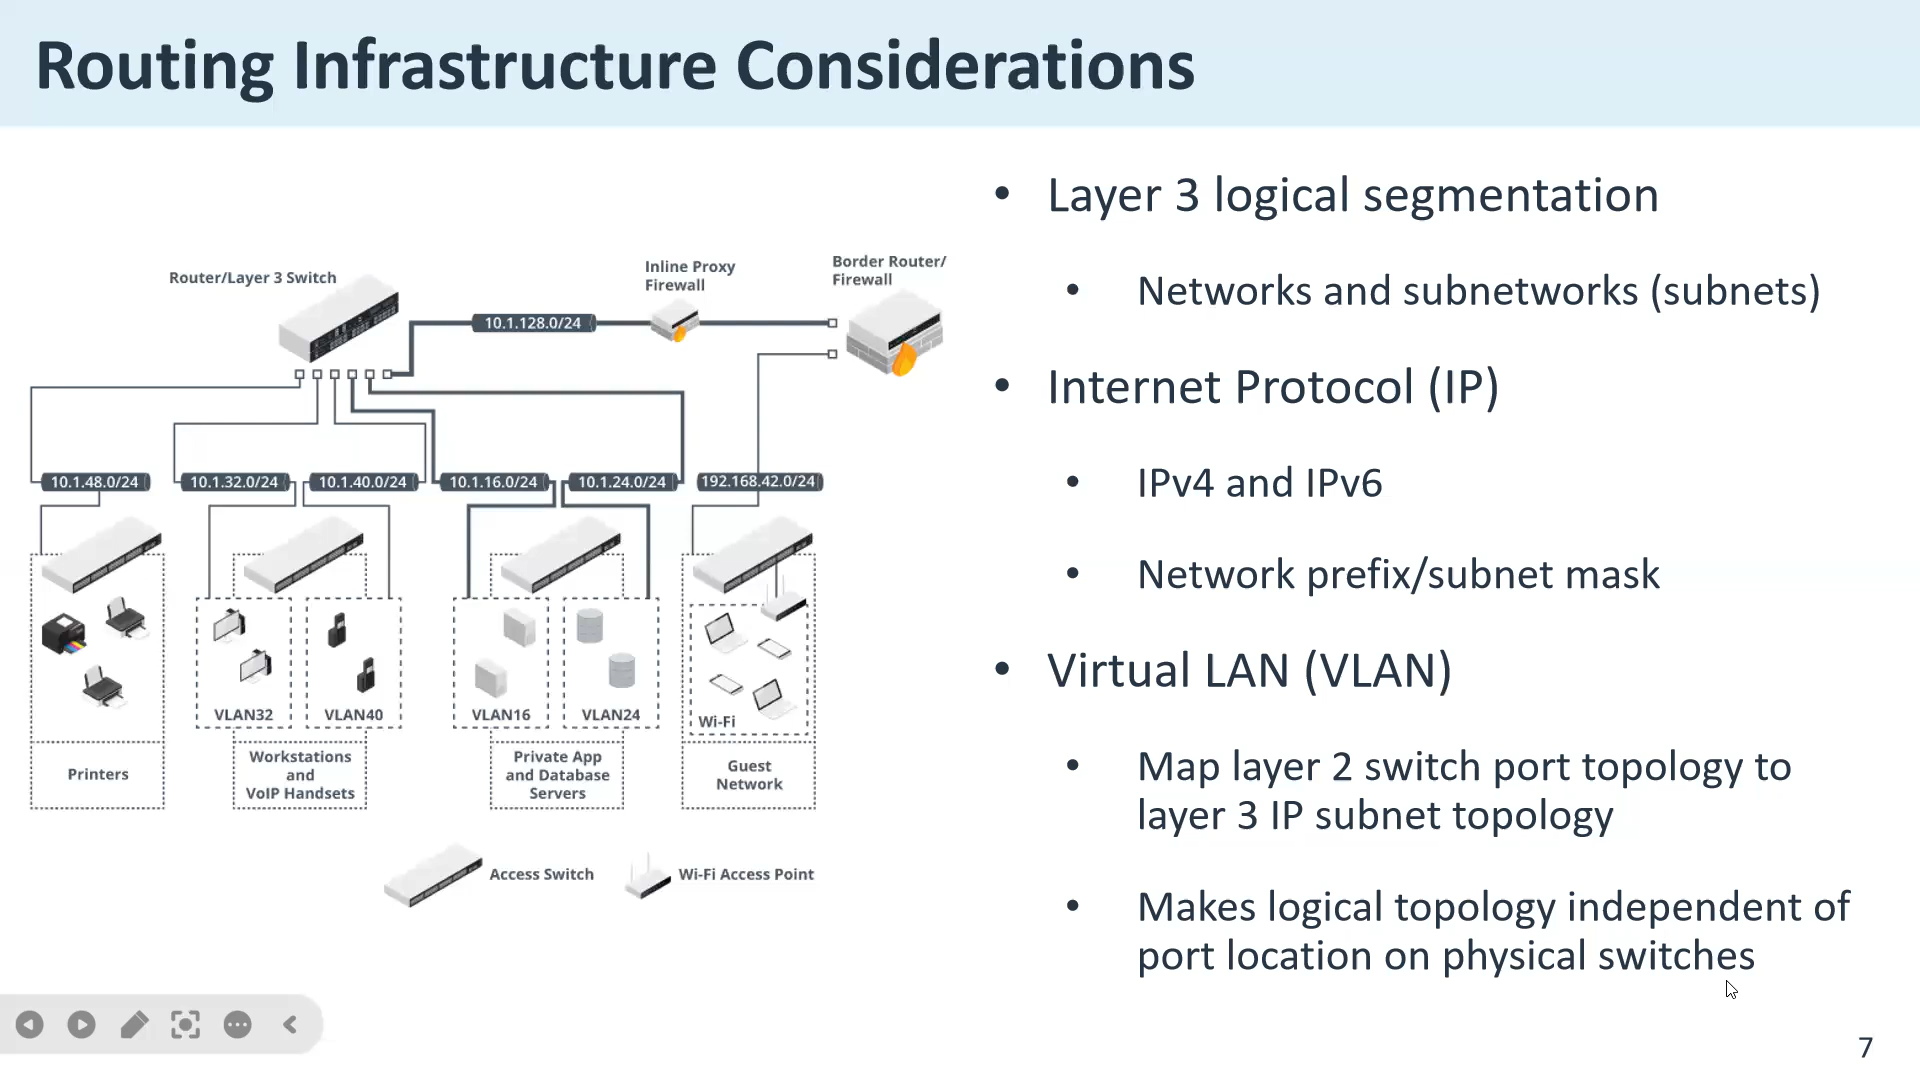 Routing Infrastructure Considerations
Router/Layer 3 Switch
Inline Proxy
Firewall
Border Router/
Firewall
10.1.128.0/24
10.1.48.0/24
10.1.32.0/24
10.1.40.0/24
10.1.16.0/24
10.1.24.0/24
192.168.42.0/24
VLAN32
VLAN40
VLAN16
VLAN24
Wi-Fi
Printers
Workstations
and
VoIP Handsets
Private App
and Database
Servers
Guest
Network
Access Switch
Wi-Fi Access Point
• Layer 3 logical segmentation
• Networks and subnetworks (subnets)
• Internet Protocol (IP)
• IPv4 and IPv6
• Network prefix/subnet mask
• Virtual LAN (VLAN)
• Map layer 2 switch port topology to
layer 3 IP subnet topology
• Makes logical topology independent of
port location on physical switches
7